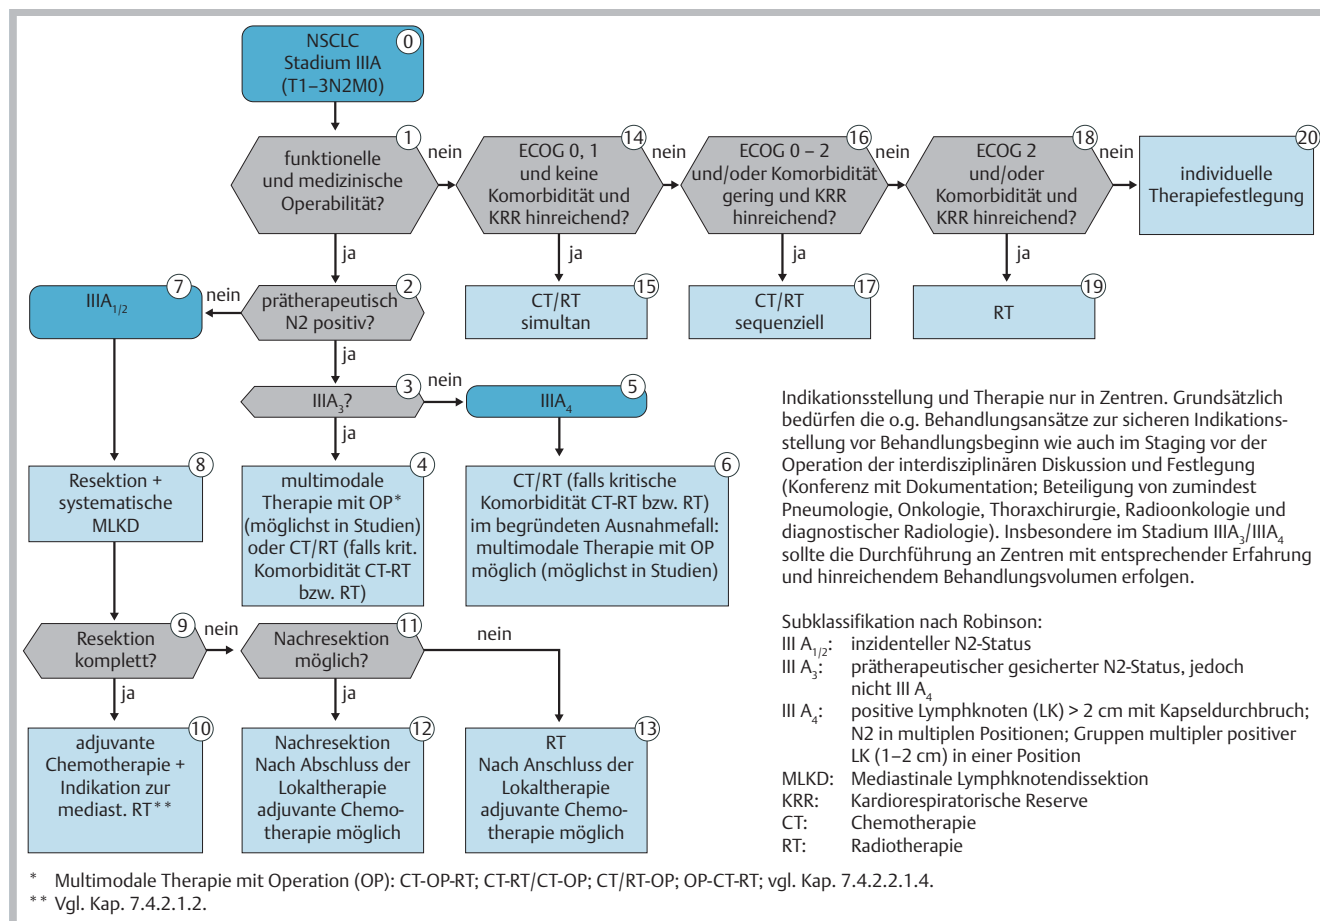 NSCLC
Stadium IIIA
(T1–3N2M0)
0
funktionelle
und medizinische
Operabilität?
1
nein
ECOG 0, 1
und keine
Komorbidität und
KRR hinreichend?
14
nein
ECOG 0 – 2
und/oder Komorbidität
gering und KRR
hinreichend?
16
nein
ECOG 2
und/oder
Komorbidität und
KRR hinreichend?
18
nein
individuelle
Therapiefestlegung
20
ja
ja
ja
ja
IIIA1/2
7
nein
prätherapeutisch
N2 positiv?
2
CT/RT
simultan
15
CT/RT
sequenziell
17
RT
19
ja
IIIA3?
3
nein
IIIA4
5
ja
Resektion +
systematische
MLKD
8
multimodale
Therapie mit OP*
(möglichst in Studien)
oder CT/RT (falls krit.
Komorbidität CT-RT
bzw. RT)
4
CT/RT (falls kritische
Komorbidität CT-RT bzw. RT)
im begründeten Ausnahmefall:
multimodale Therapie mit OP
möglich (möglichst in Studien)
6
Resektion
komplett?
9
nein
Nachresektion
möglich?
11
nein
ja
ja
adjuvante
Chemotherapie +
Indikation zur
mediast. RT**
10
Nachresektion
Nach Abschluss der
Lokaltherapie
adjuvante Chemo-
therapie möglich
12
RT
Nach Anschluss der
Lokaltherapie
adjuvante Chemo-
therapie möglich
13
Indikationsstellung und Therapie nur in Zentren. Grundsätzlich
bedürfen die o.g. Behandlungsansätze zur sicheren Indikations-
stellung vor Behandlungsbeginn wie auch im Staging vor der
Operation der interdisziplinären Diskussion und Festlegung
(Konferenz mit Dokumentation; Beteiligung von zumindest
Pneumologie, Onkologie, Thoraxchirurgie, Radioonkologie und
diagnostischer Radiologie). Insbesondere im Stadium IIIA3/IIIA4
sollte die Durchführung an Zentren mit entsprechender Erfahrung
und hinreichendem Behandlungsvolumen erfolgen.
Subklassifikation nach Robinson:
III A1/2: inzidenteller N2-Status
III A3: prätherapeutischer gesicherter N2-Status, jedoch
nicht III A4
III A4: positive Lymphknoten (LK) > 2 cm mit Kapseldurchbruch;
N2 in multiplen Positionen; Gruppen multipler positiver
LK (1–2 cm) in einer Position
MLKD: Mediastinale Lymphknotendissektion
KRR: Kardiorespiratorische Reserve
CT: Chemotherapie
RT: Radiotherapie
* Multimodale Therapie mit Operation (OP): CT-OP-RT; CT-RT/CT-OP; CT/RT-OP; OP-CT-RT; vgl. Kap. 7.4.2.2.1.4.
** Vgl. Kap. 7.4.2.1.2.